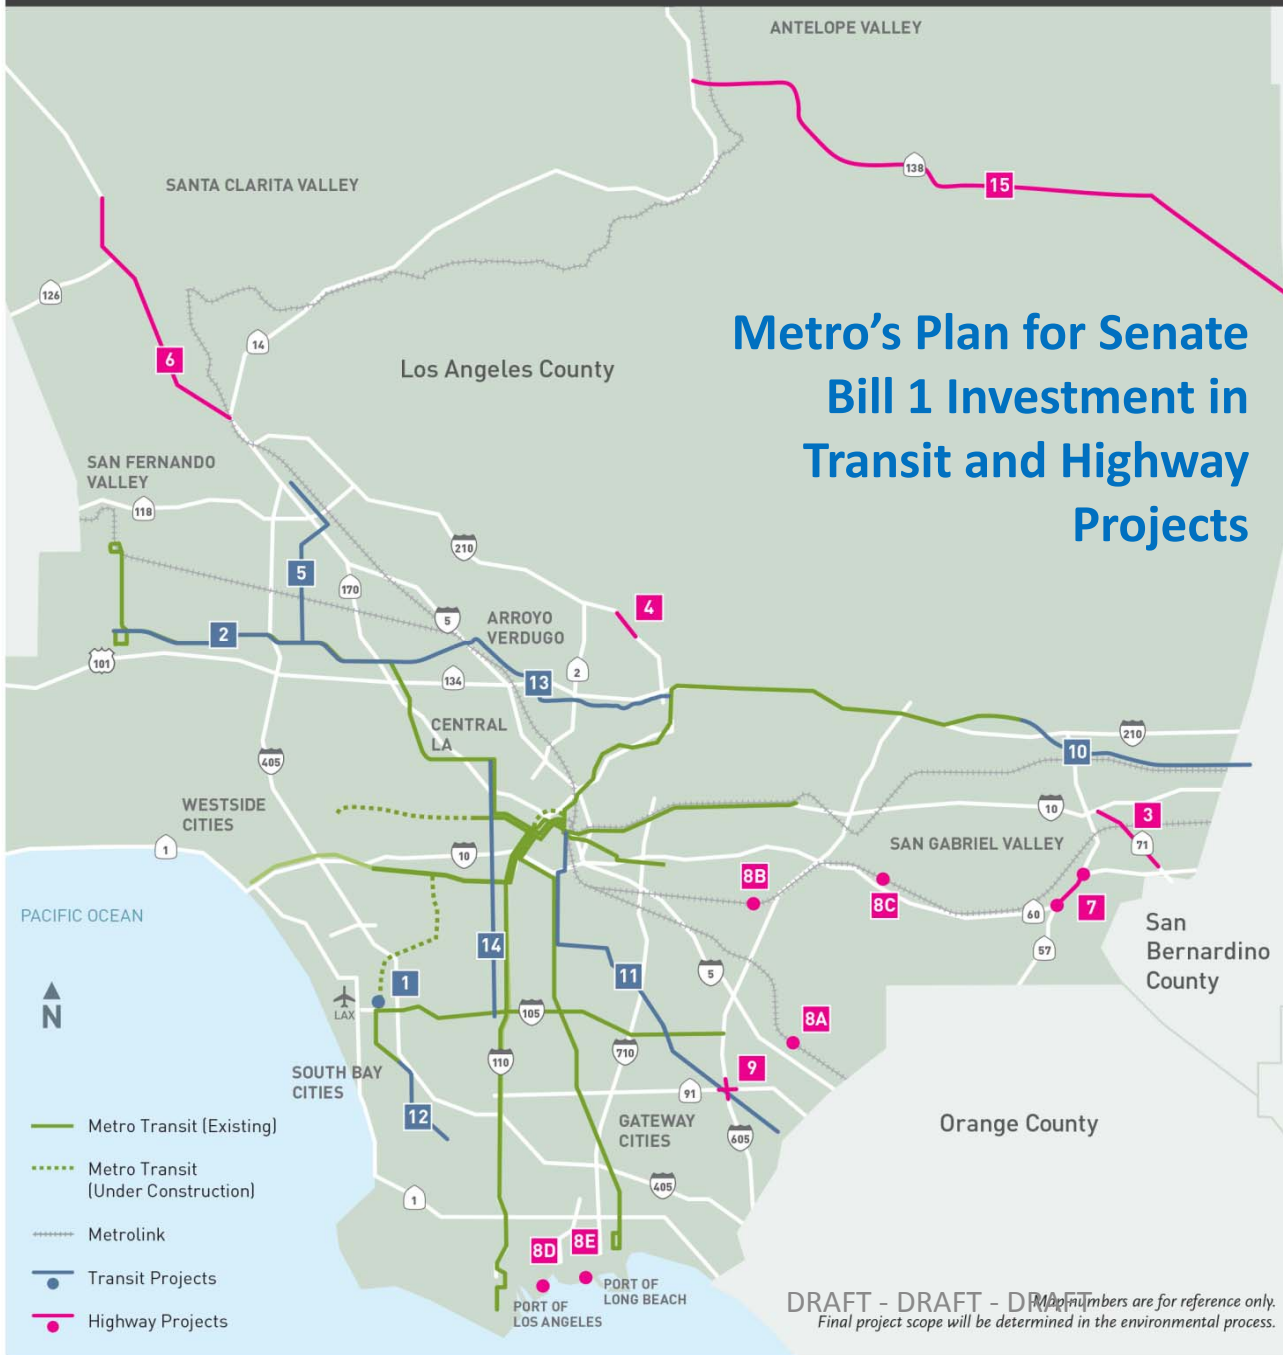 ANTELOPE VALLEY
138
15
SANTA CLARITA VALLEY
126
14
6
Los Angeles County
Metro's Plan for Senate
Bill 1 Investment in
Transit and Highway
Projects
SAN FERNANDO
VALLEY
118
210
5
170
5
4
ARROYO
VERDUGO
2
101
134
13
2
CENTRAL
LA
405
210
10
WESTSIDE
CITIES
10
3
1
10
SAN GABRIEL VALLEY
71
8B
8C
60
7
PACIFIC OCEAN
57
San
Bernardino
County
14
1
11
5
N
LAX
105
8A
710
110
9
SOUTH BAY
CITIES
91
12
GATEWAY
CITIES
605
Orange County
405
1
Metro Transit (Existing)
Metro Transit
(Under Construction)
Metrolink
Transit Projects
Highway Projects
8D
8E
PORT OF
LONG BEACH
PORT OF
LOS ANGELES
DRAFT - DRAFT - DRAFT
Map numbers are for reference only.
Final project scope will be determined in the environmental process.